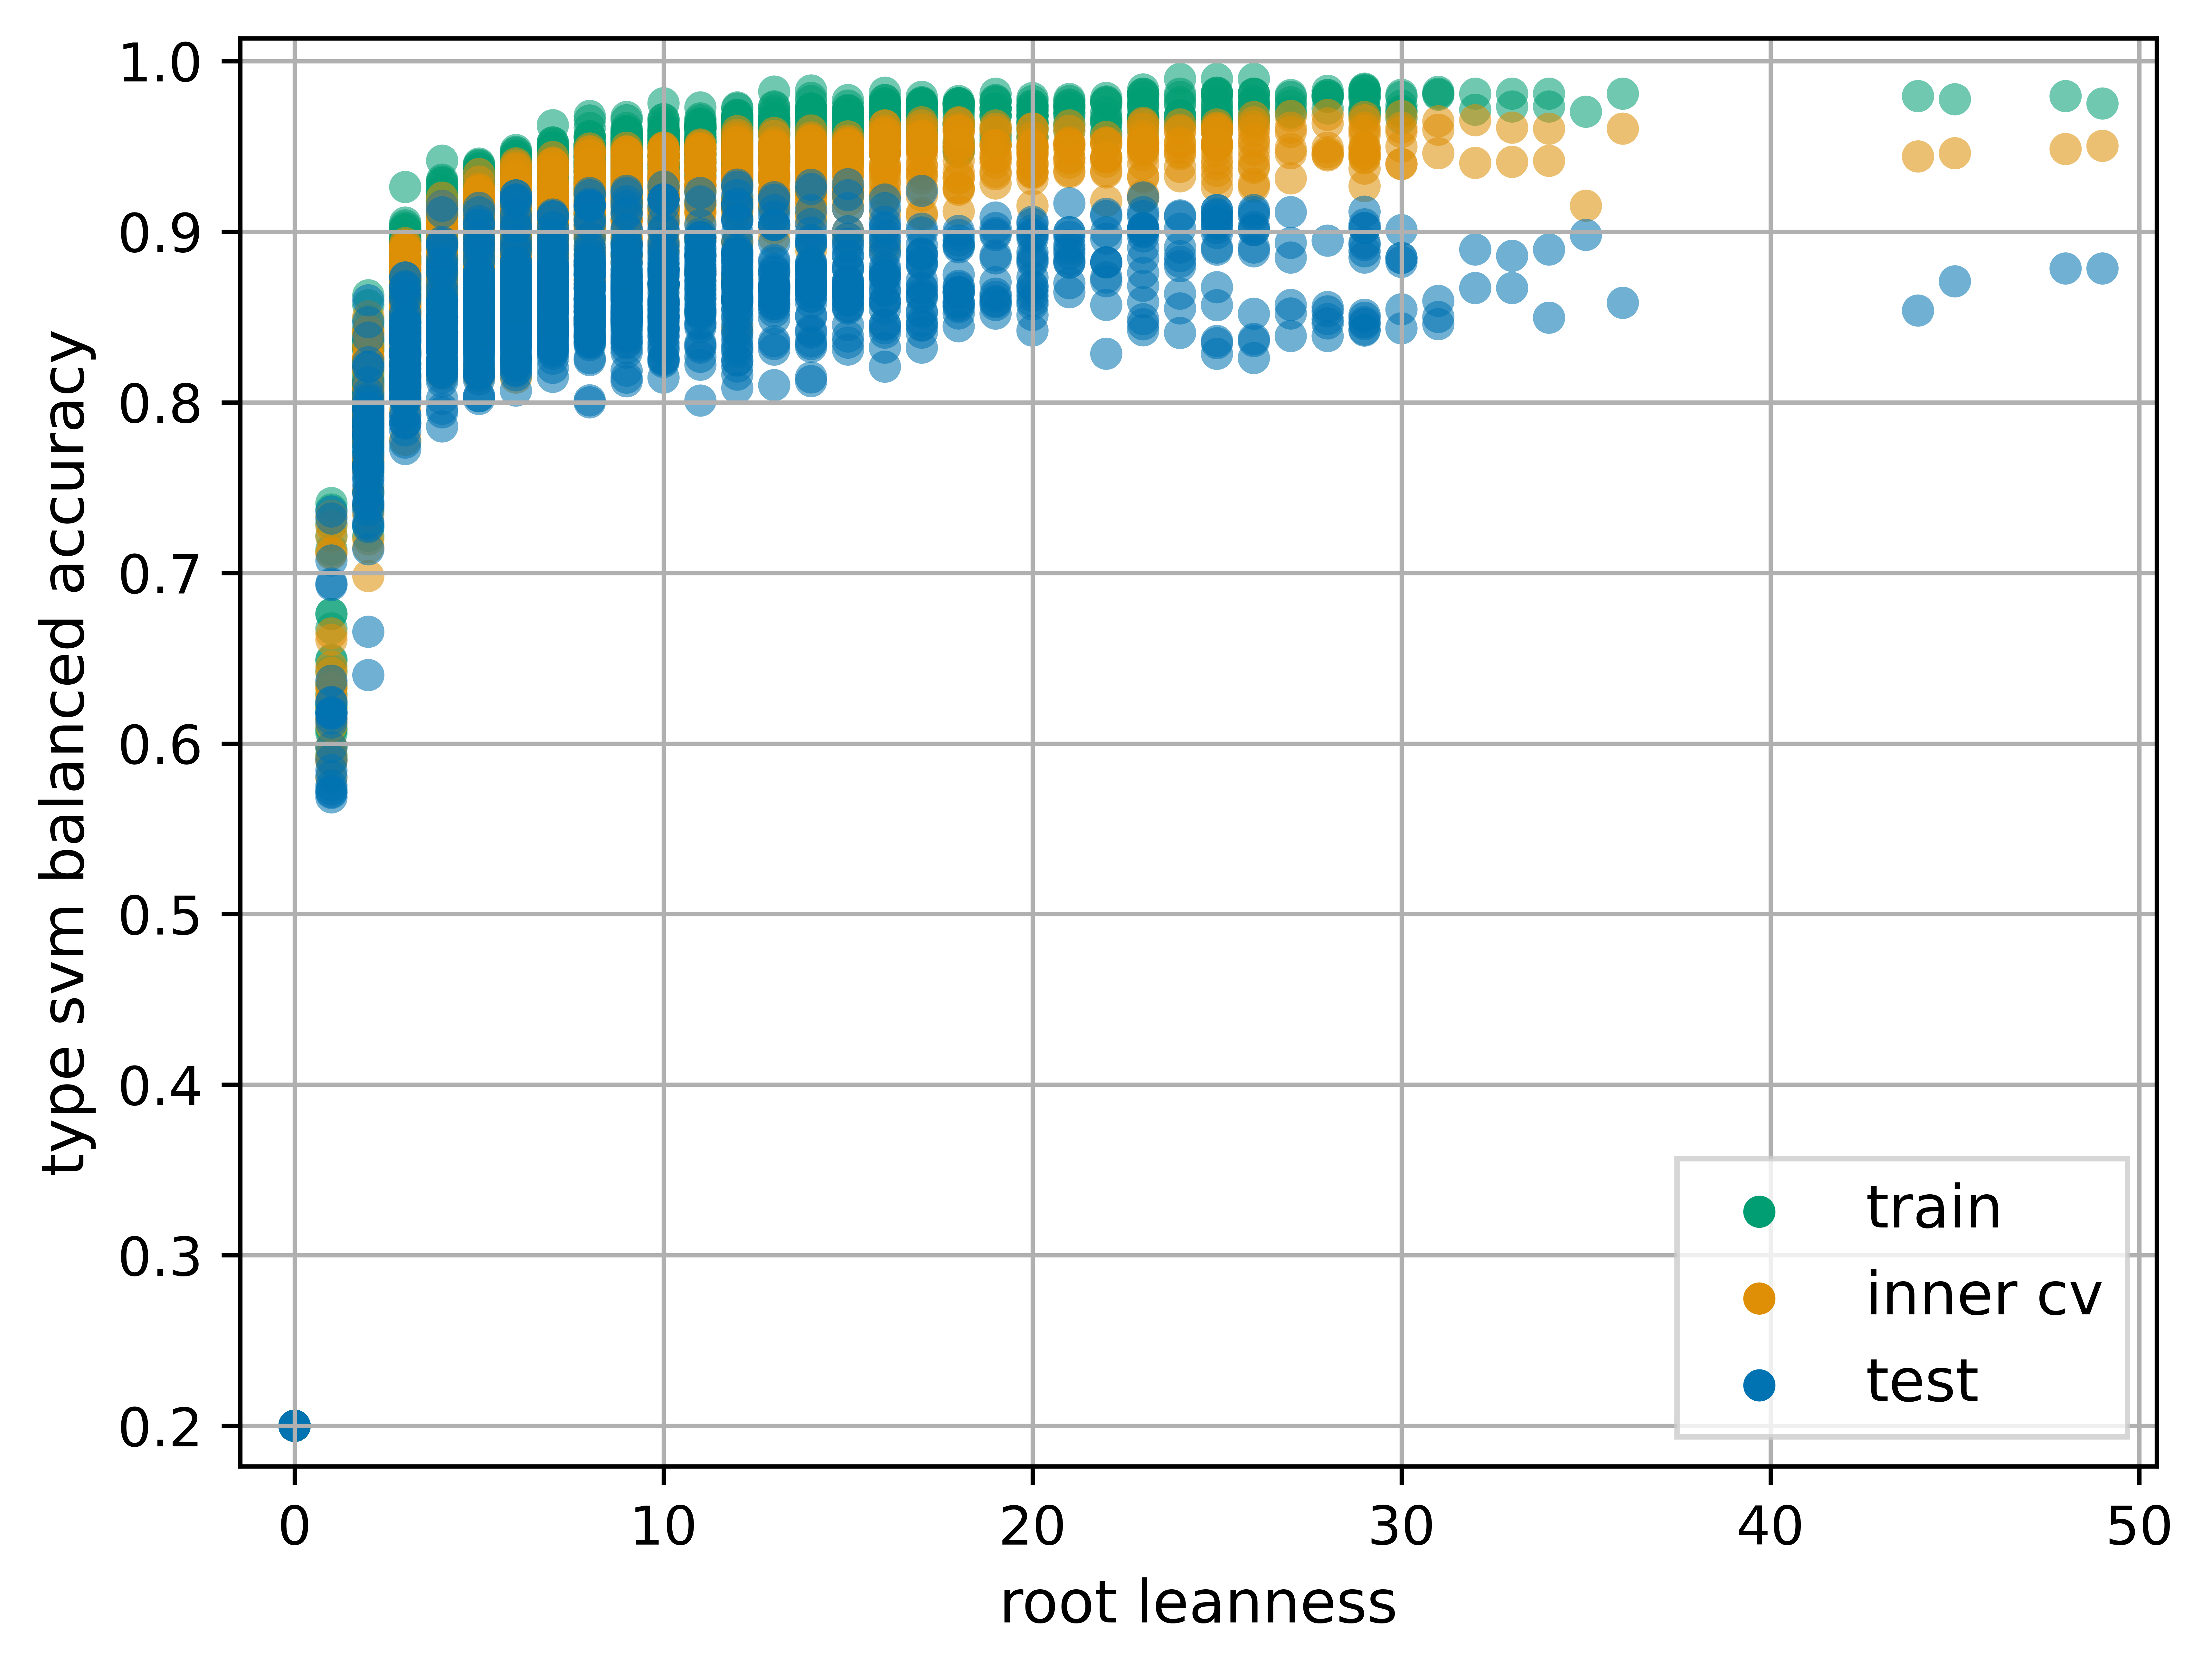 1.0
0.9
0.8
0.7
0.6
0.5
0.4
0.3
0.2
type svm balanced accuracy
train
inner cv
test
0 10 20 30 40 50
root leanness